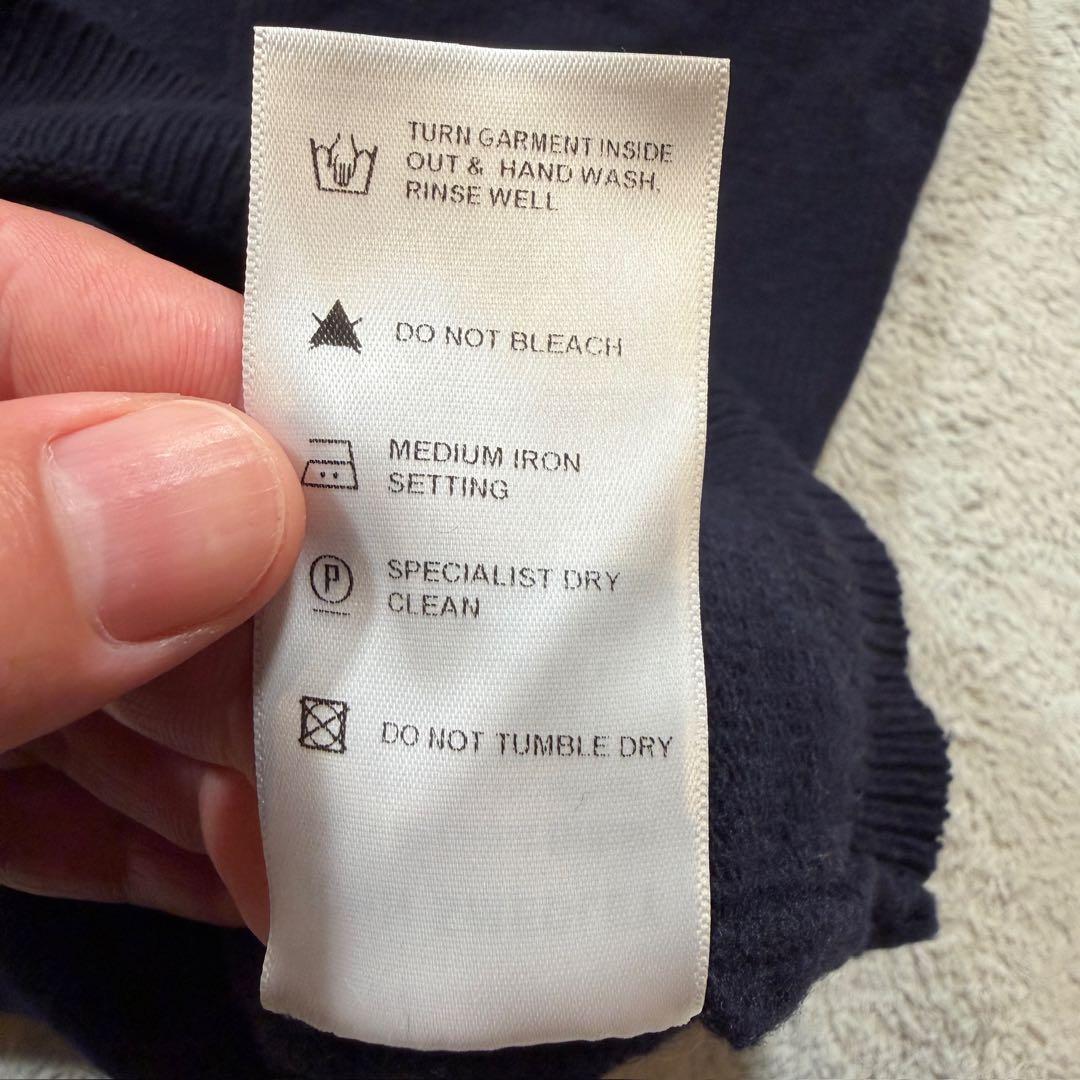 TURN GARMENT INSIDE
OUT & HAND WASH,
RINSE WELL
DO NOT BLEACH
MEDIUM IRON
SETTING
P
SPECIALIST DRY
CLEAN
DO NOT TUMBLE DRY